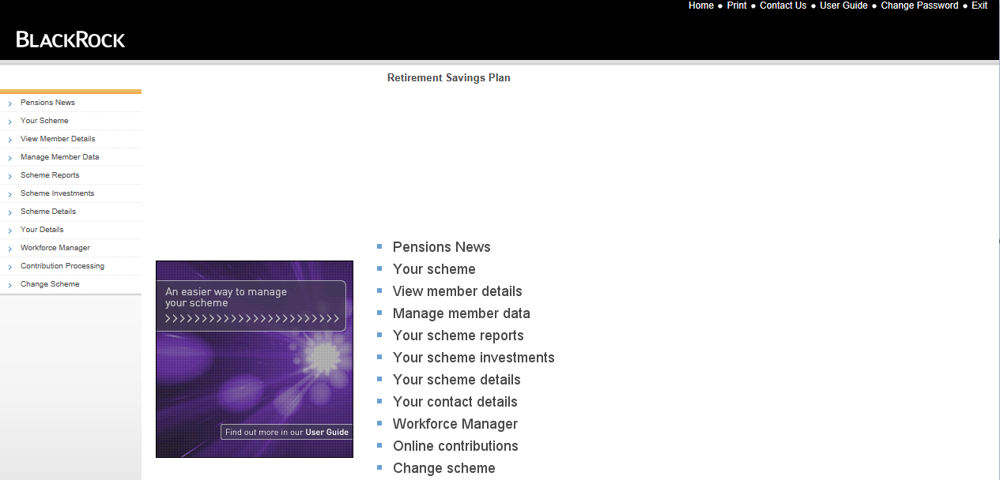 Home ● Print ● Contact Us ● User Guide ● Change Password ● Exit
BLACKROCK
Retirement Savings Plan
Pensions News
Your Scheme
View Member Details
Manage Member Data
Scheme Reports
Scheme Investments
Scheme Details
Your Details
Workforce Manager
Contribution Processing
Change Scheme
An easier way to manage
your scheme
Find out more in our User Guide
Pensions News
Your scheme
View member details
Manage member data
Your scheme reports
Your scheme investments
Your scheme details
Your contact details
Workforce Manager
Online contributions
Change scheme